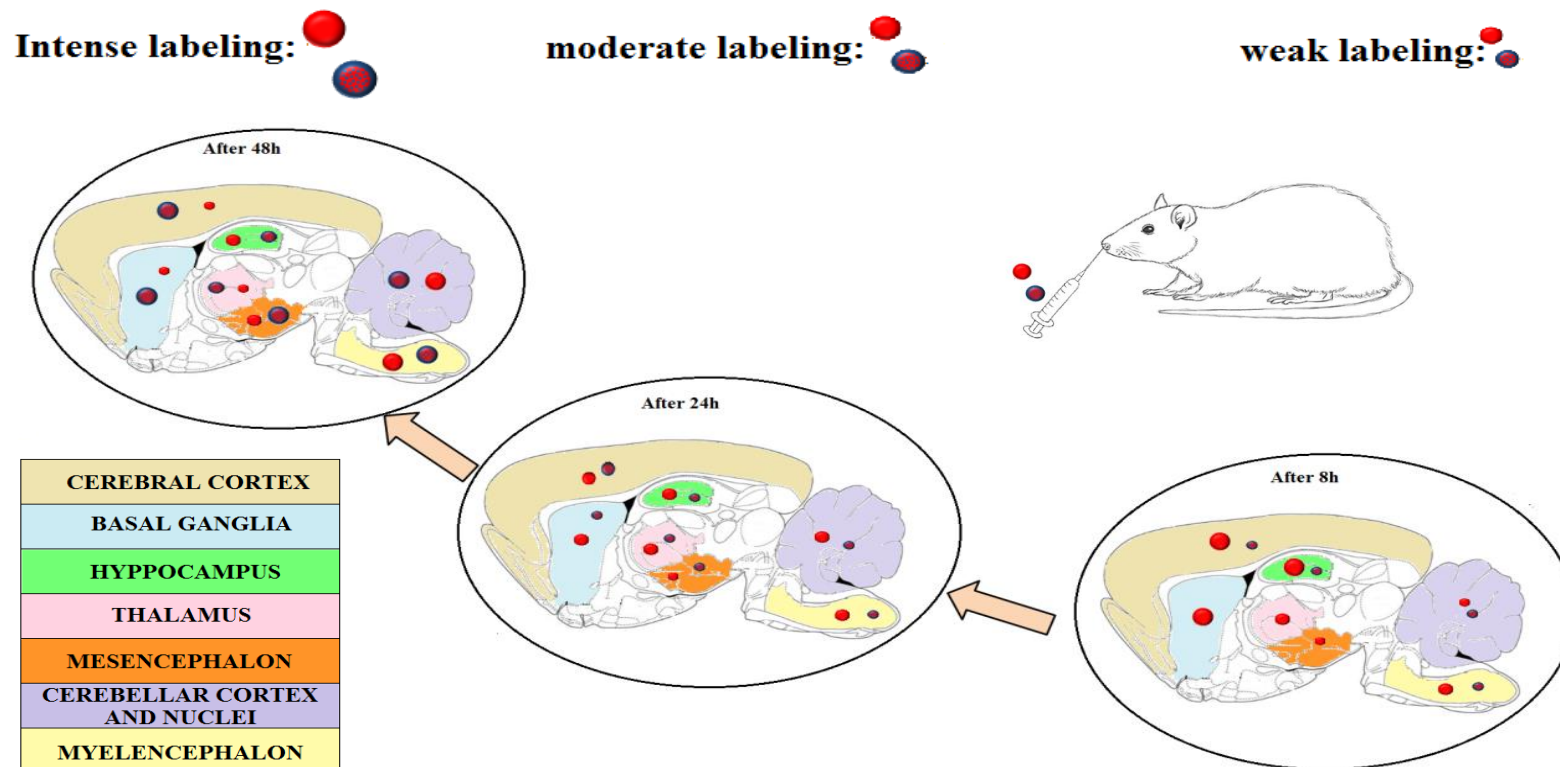 Intense labeling:
moderate labeling:
weak labeling:
After 48h
After 24h
After 8h
CEREBRAL CORTEX
BASAL GANGLIA
HYPPOCAMPUS
THALAMUS
MESENCEPHALON
CEREBELLAR CORTEX
AND NUCLEI
MYELENCEPHALON